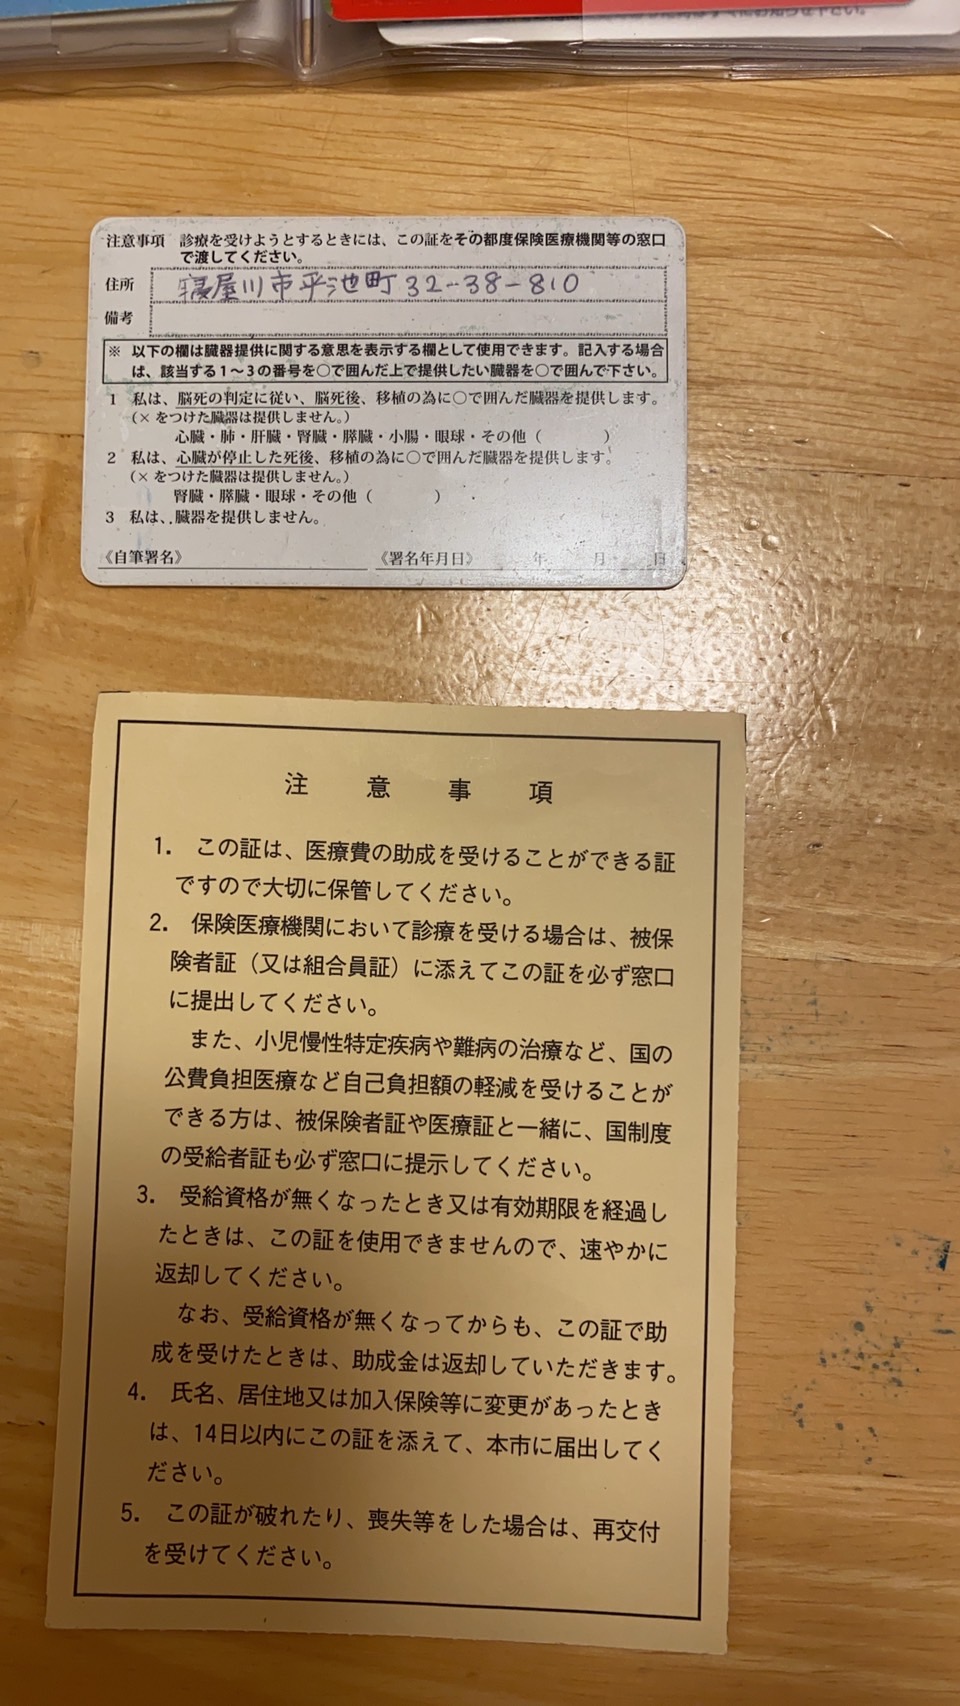 注意事項 診療を受けようとするときには、この証をその都度保険医療機関等の窓口
で渡してください。
住所 寝屋川市平池町32-38-810
備考
※ 以下の欄は臓器提供に関する意思を表示する欄として使用できます。記入する場合
は、該当する1〜3の番号を〇で囲んだ上で提供したい臓器を〇で囲んで下さい。
1 私は、脳死の判定に従い、脳死後、移植の為に〇で囲んだ臓器を提供します。
(×をつけた臓器は提供しません。)
心臓・肺・肝臓・腎臓・膵臓・小腸・眼球・その他( )
2 私は、心臓が停止した死後、移植の為に〇で囲んだ臓器を提供します。
(×をつけた臓器は提供しません。)
腎臓・膵臓・眼球・その他( )
3 私は、臓器を提供しません。
《自筆署名》 《署名年月日》 年 月 日
注意事項
1. この証は、医療費の助成を受けることができる証
ですので大切に保管してください。
2. 保険医療機関において診療を受ける場合は、被保
険者証(又は組合員証)に添えてこの証を必ず窓口
に提出してください。
また、小児慢性特定疾病や難病の治療など、国の
公費負担医療など自己負担額の軽減を受けることが
できる方は、被保険者証や医療証と一緒に、国制度
の受給者証も必ず窓口に提示してください。
3. 受給資格が無くなったとき又は有効期限を経過し
たときは、この証を使用できませんので、速やかに
返却してください。
なお、受給資格が無くなってからも、この証で助
成を受けたときは、助成金は返却していただきます。
4. 氏名、居住地又は加入保険等に変更があったとき
は、14日以内にこの証を添えて、本市に届出してく
ださい。
5. この証が破れたり、喪失等をした場合は、再交付
を受けてください。